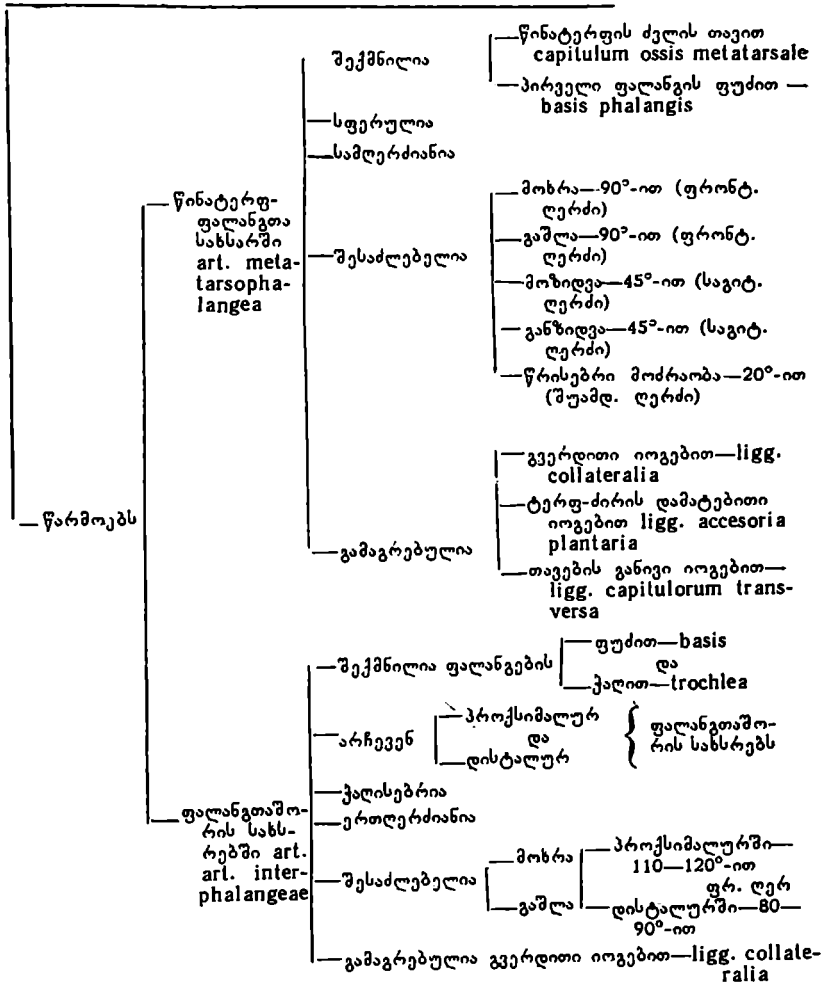 წარმოებს
წინატერფ-
ფალანგთა
სახსარში
art. meta-
tarsopha-
langea
შექმნილია
წინატერფის ძვლის თავით
capitulum ossis metatarsale
პირველი ფალანგის ფუძით —
basis phalangis
სფერულია
სამღერძიანია
შესაძლებელია
მოხრა—90°-ით (ფრონტ.
ღერძი)
გაშლა—90°-ით (ფრონტ.
ღერძი)
მოზიდვა—45°-ით (საგიტ.
ღერძი)
განზიდვა—45°-ით (საგიტ.
ღერძი)
წრისებრი მოძრაობა—20°-ით
(შუამდ. ღერძი)
გამაგრებულია
გვერდითი იოგებით—ligg.
collateralia
ტერფ-ძირის დამატებითი
იოგებით ligg. accesoria
plantaria
თავების განივი იოგებით—
ligg. capitulorum trans-
versa
ფალანგთაშო-
რის სახს-
რებში art.
art. inter-
phalangeae
შექმნილია ფალანგების
ფუძით—basis
და
ჭაღით—trochlea
არჩევენ
პროქსიმალურ
და
დისტალურ
ფალანგთაშო-
რის სახსრებს
ჭაღისებრია
ერთღერძიანია
შესაძლებელია
მოხრა
გაშლა
პროქსიმალურში—
110—120°-ით
ფრ. ღერ
დისტალურში—80—
90°-ით
გამაგრებულია გვერდითი იოგებით—ligg. collate-
ralia